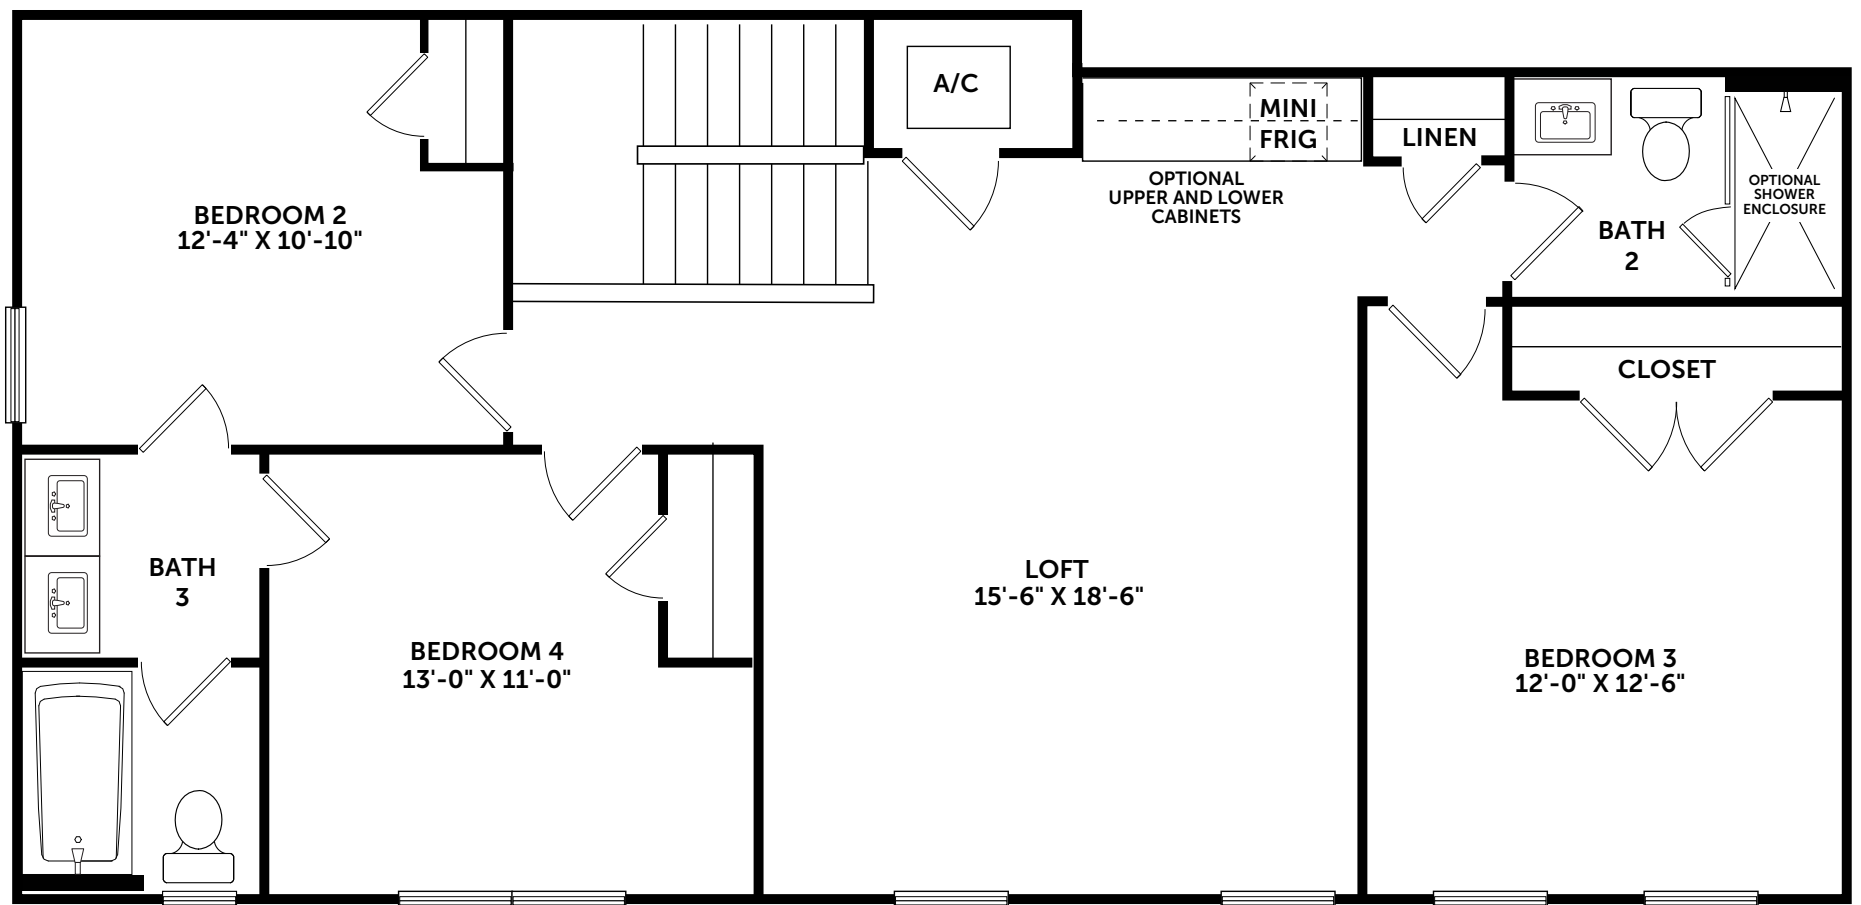 A/C
MINI
FRIG
LINEN
OPTIONAL
UPPER AND LOWER
CABINETS
OPTIONAL
SHOWER
ENCLOSURE
BEDROOM 2
12'-4" X 10'-10"
BATH
2
CLOSET
BATH
3
LOFT
15'-6" X 18'-6"
BEDROOM 4
13'-0" X 11'-0"
BEDROOM 3
12'-0" X 12'-6"